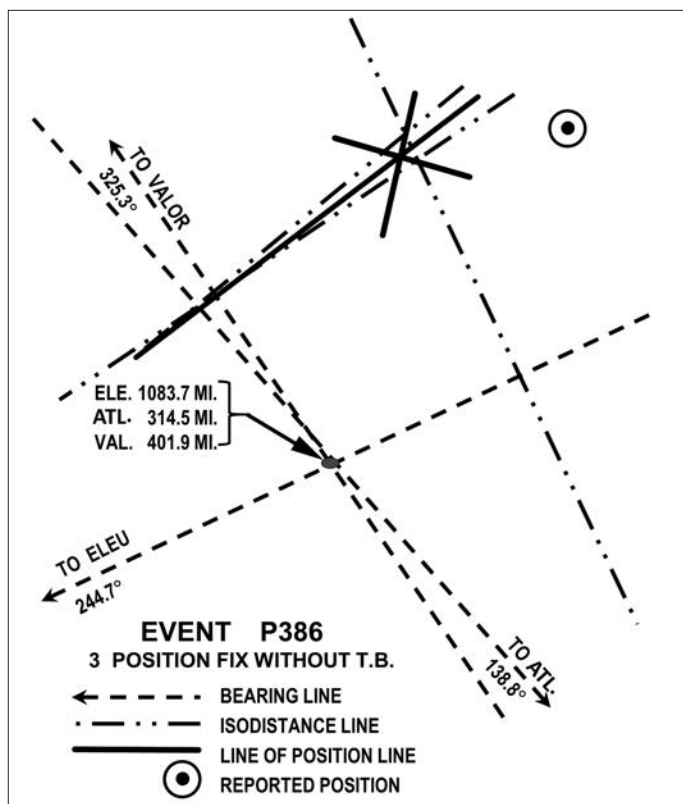 TO VALOR
325.3°
ELE. 1083.7 MI.
ATL. 314.5 MI.
VAL. 401.9 MI.
TO ELEU
244.7°
TO ATL.
138.8°
EVENT P386
3 POSITION FIX WITHOUT T.B.
BEARING LINE
ISODISTANCE LINE
LINE OF POSITION LINE
REPORTED POSITION